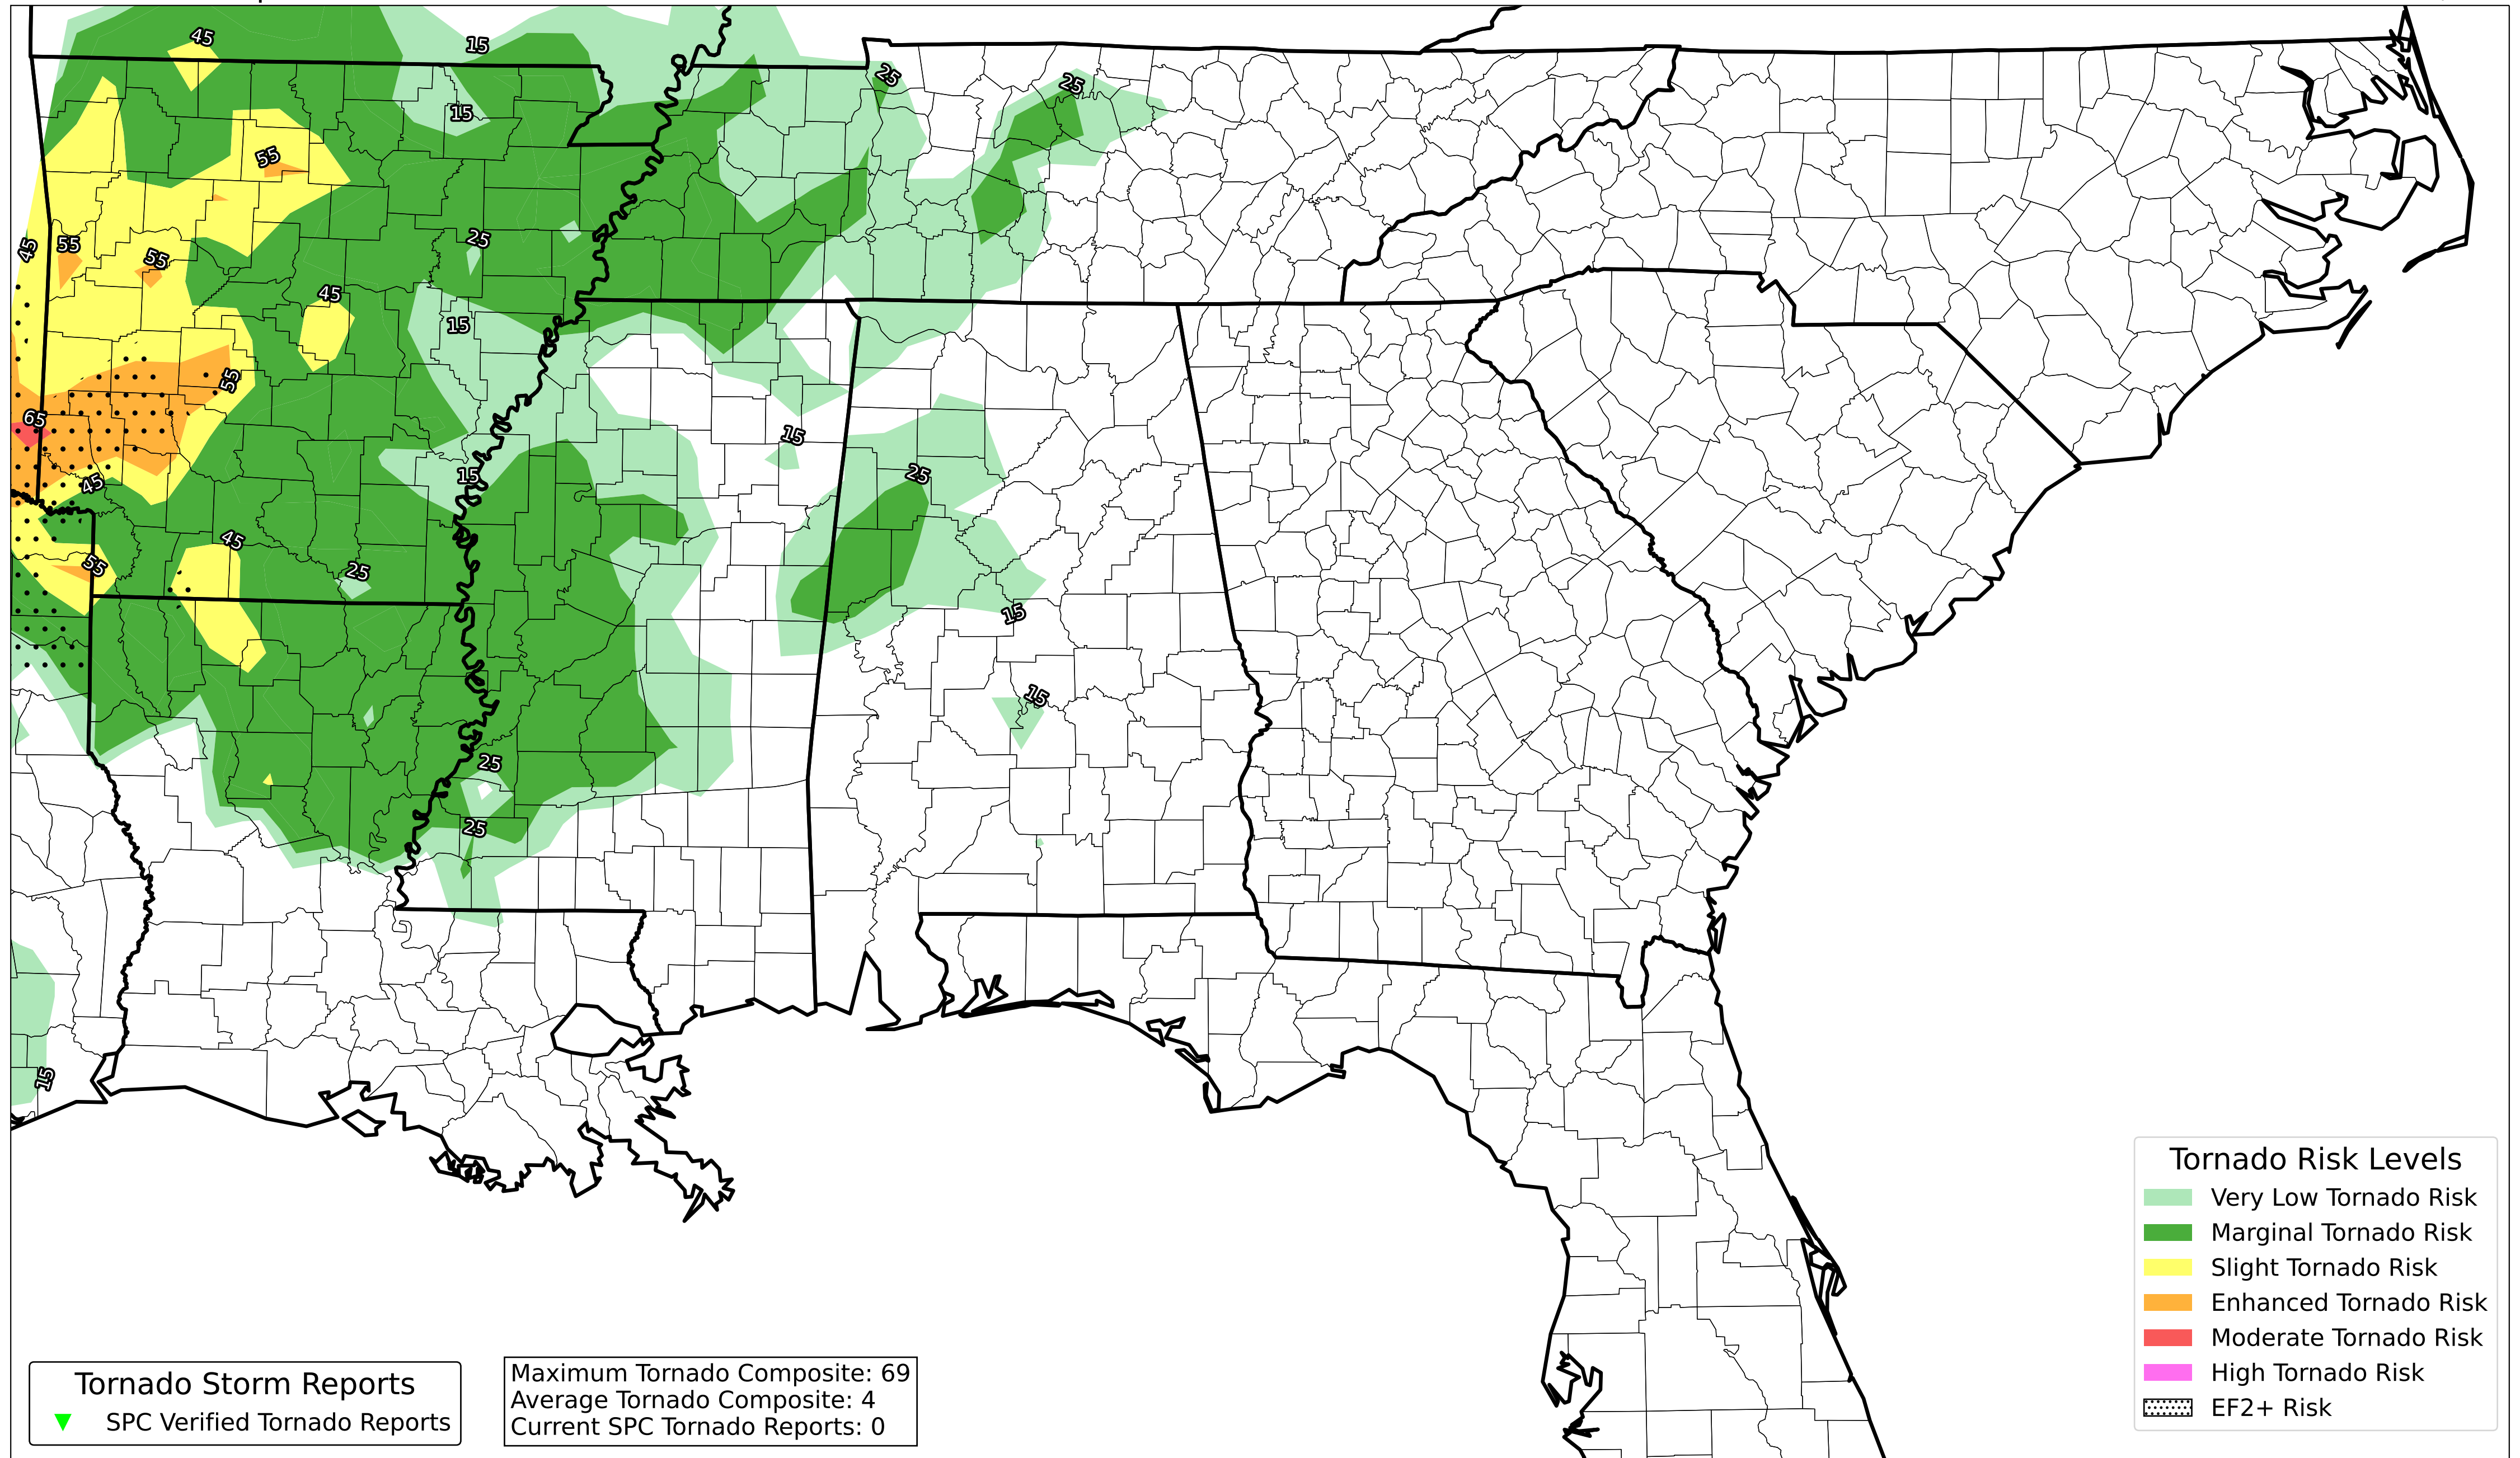 45
15
25
25
15
55
45
55
55
25
45
15
55
65
45
15
15
25
45
55
25
15
15
25
25
15
Tornado Risk Levels
Very Low Tornado Risk
Marginal Tornado Risk
Slight Tornado Risk
Enhanced Tornado Risk
Moderate Tornado Risk
High Tornado Risk
EF2+ Risk
Tornado Storm Reports
SPC Verified Tornado Reports
Maximum Tornado Composite: 69
Average Tornado Composite: 4
Current SPC Tornado Reports: 0